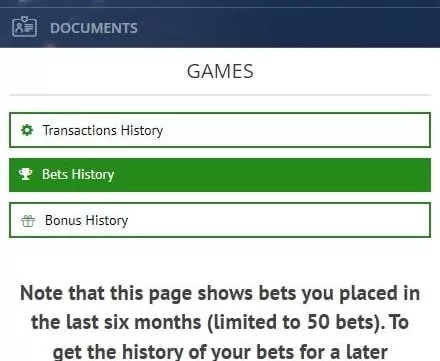 DOCUMENTS
GAMES
Transactions History
Bets History
Bonus History
Note that this page shows bets you placed in
the last six months (limited to 50 bets). To
get the history of your bets for a later